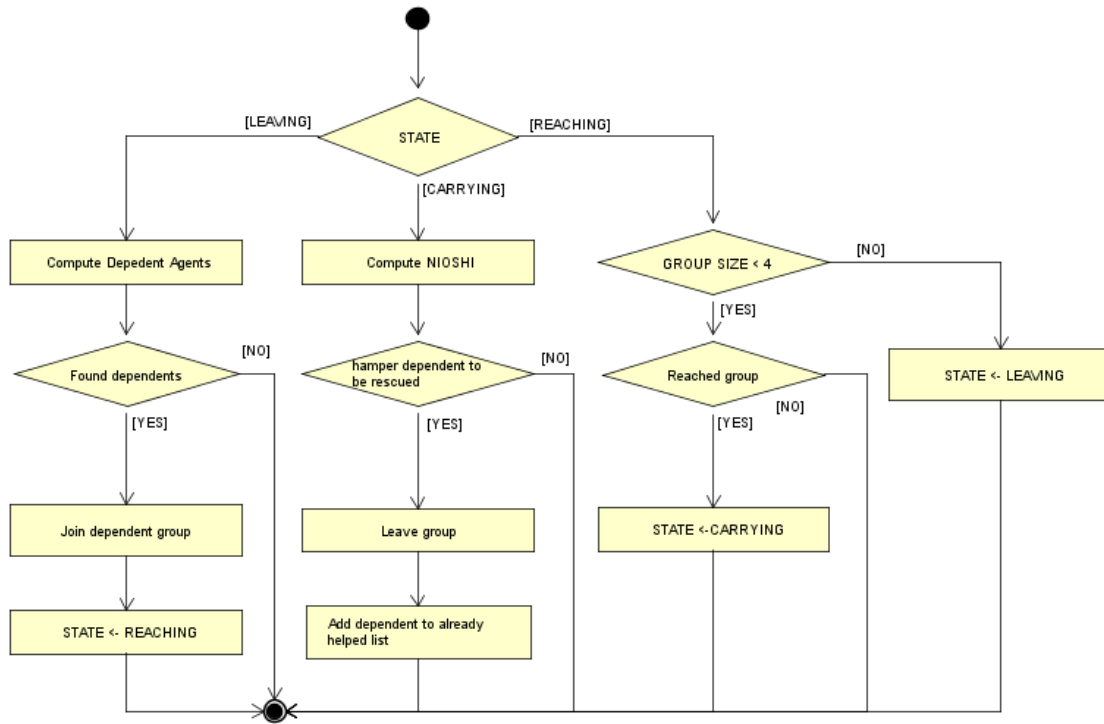 [LEAVING]
[REACHING]
STATE
[CARRYING]
Compute Depedent Agents
Compute NIOSHI
GROUP SIZE < 4
[NO]
[YES]
Found dependents
[NO]
hamper dependent to
be rescued
[NO]
Reached group
[NO]
STATE <- LEAVING
[YES]
[YES]
[YES]
Join dependent group
Leave group
STATE <-CARRYING
STATE <- REACHING
Add dependent to already
helped list